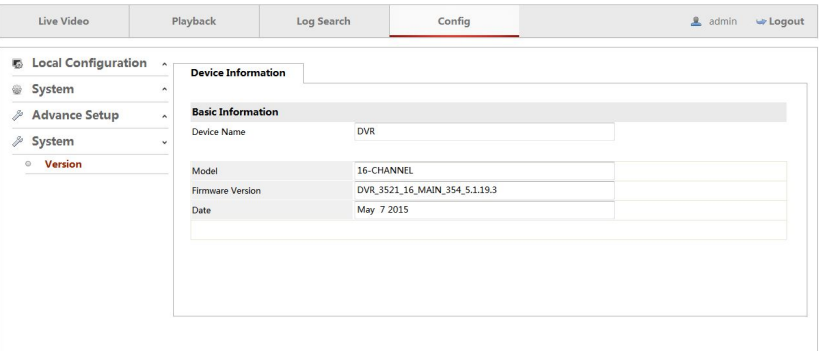 Live Video Playback Log Search Config admin Logout
Local Configuration
System
Advance Setup
System
Version
Device Information
Basic Information
Device Name DVR
Model 16-CHANNEL
Firmware Version DVR_3521_16_MAIN_354_5.1.19.3
Date May 7 2015